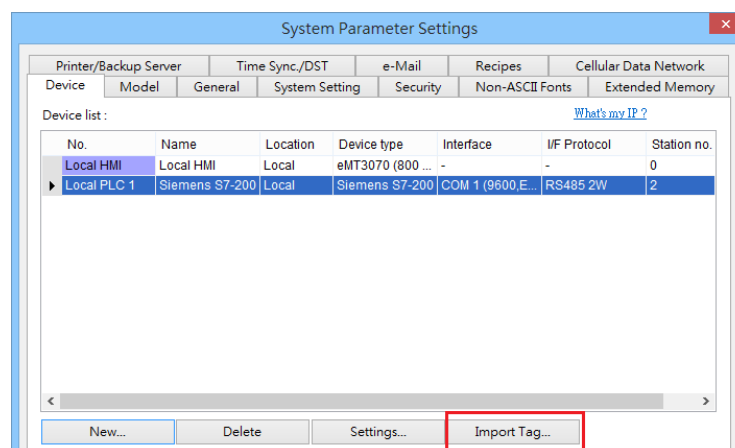 System Parameter Settings
Printer/Backup Server Time Sync./DST e-Mail Recipes Cellular Data Network
Device Model General System Setting Security Non-ASCII Fonts Extended Memory
Device list : What's my IP ?
No. Name Location Device type Interface I/F Protocol Station no.
Local HMI Local HMI Local eMT3070 (800 ... - - 0
Local PLC 1 Siemens S7-200 Local Siemens S7-200 COM 1 (9600,E... RS485 2W 2
New... Delete Settings... Import Tag...